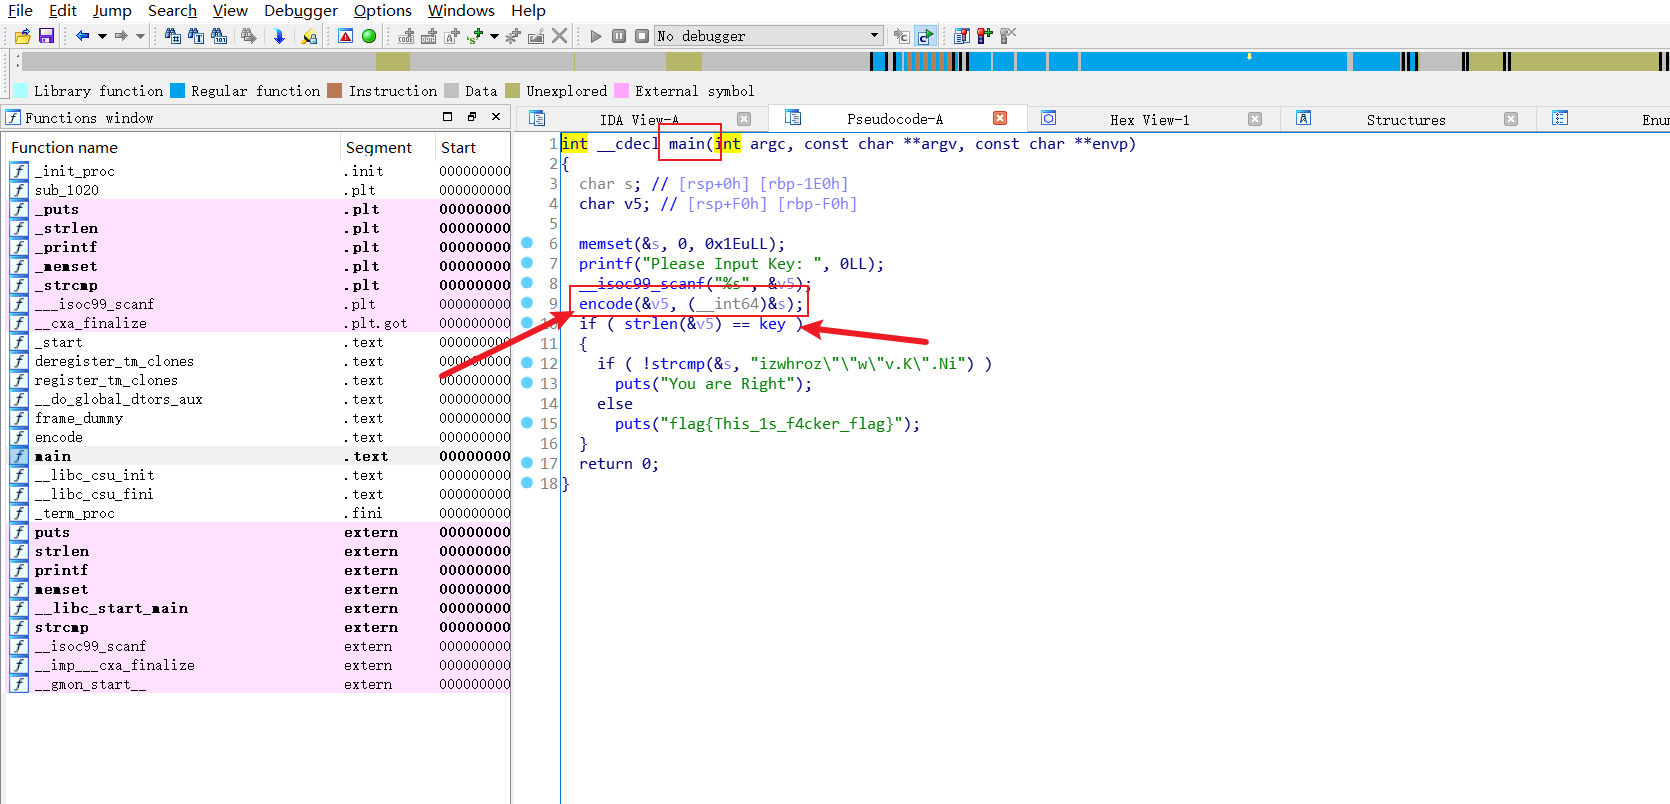 File Edit Jump Search View Debugger Options Windows Help
No debugger
Library function Regular function Instruction Data Unexplored External symbol
Functions window
Function name Segment Start
_init_proc .init 000000000
sub_1020 .plt 000000000
_puts .plt 00000000
_strlen .plt 00000000
_printf .plt 00000000
_memset .plt 00000000
_strcmp .plt 00000000
___isoc99_scanf .plt 000000000
__cxa_finalize .plt.got 000000000
_start .text 000000000
deregister_tm_clones .text 000000000
register_tm_clones .text 000000000
__do_global_dtors_aux .text 000000000
frame_dummy .text 000000000
encode .text 000000000
main .text 00000000
__libc_csu_init .text 000000000
__libc_csu_fini .text 000000000
_term_proc .fini 000000000
puts extern 00000000
strlen extern 00000000
printf extern 00000000
memset extern 00000000
__libc_start_main extern 00000000
strcmp extern 00000000
__isoc99_scanf extern 000000000
__imp___cxa_finalize extern 000000000
__gmon_start__ extern 000000000
IDA View-A Pseudocode-A Hex View-1 Structures Enum
1 int __cdecl main(int argc, const char **argv, const char **envp)
2 {
3 char s; // [rsp+0h] [rbp-1E0h]
4 char v5; // [rsp+F0h] [rbp-F0h]
5
6 memset(&s, 0, 0x1EuLL);
7 printf("Please Input Key: ", 0LL);
8 __isoc99_scanf("%s", &v5);
9 encode(&v5, (__int64)&s);
10 if ( strlen(&v5) == key )
11 {
12 if ( !strcmp(&s, "izwhroz\"\"w\"v.K\".Ni") )
13 puts("You are Right");
14 else
15 puts("flag{This_1s_f4cker_flag}");
16 }
17 return 0;
18 }